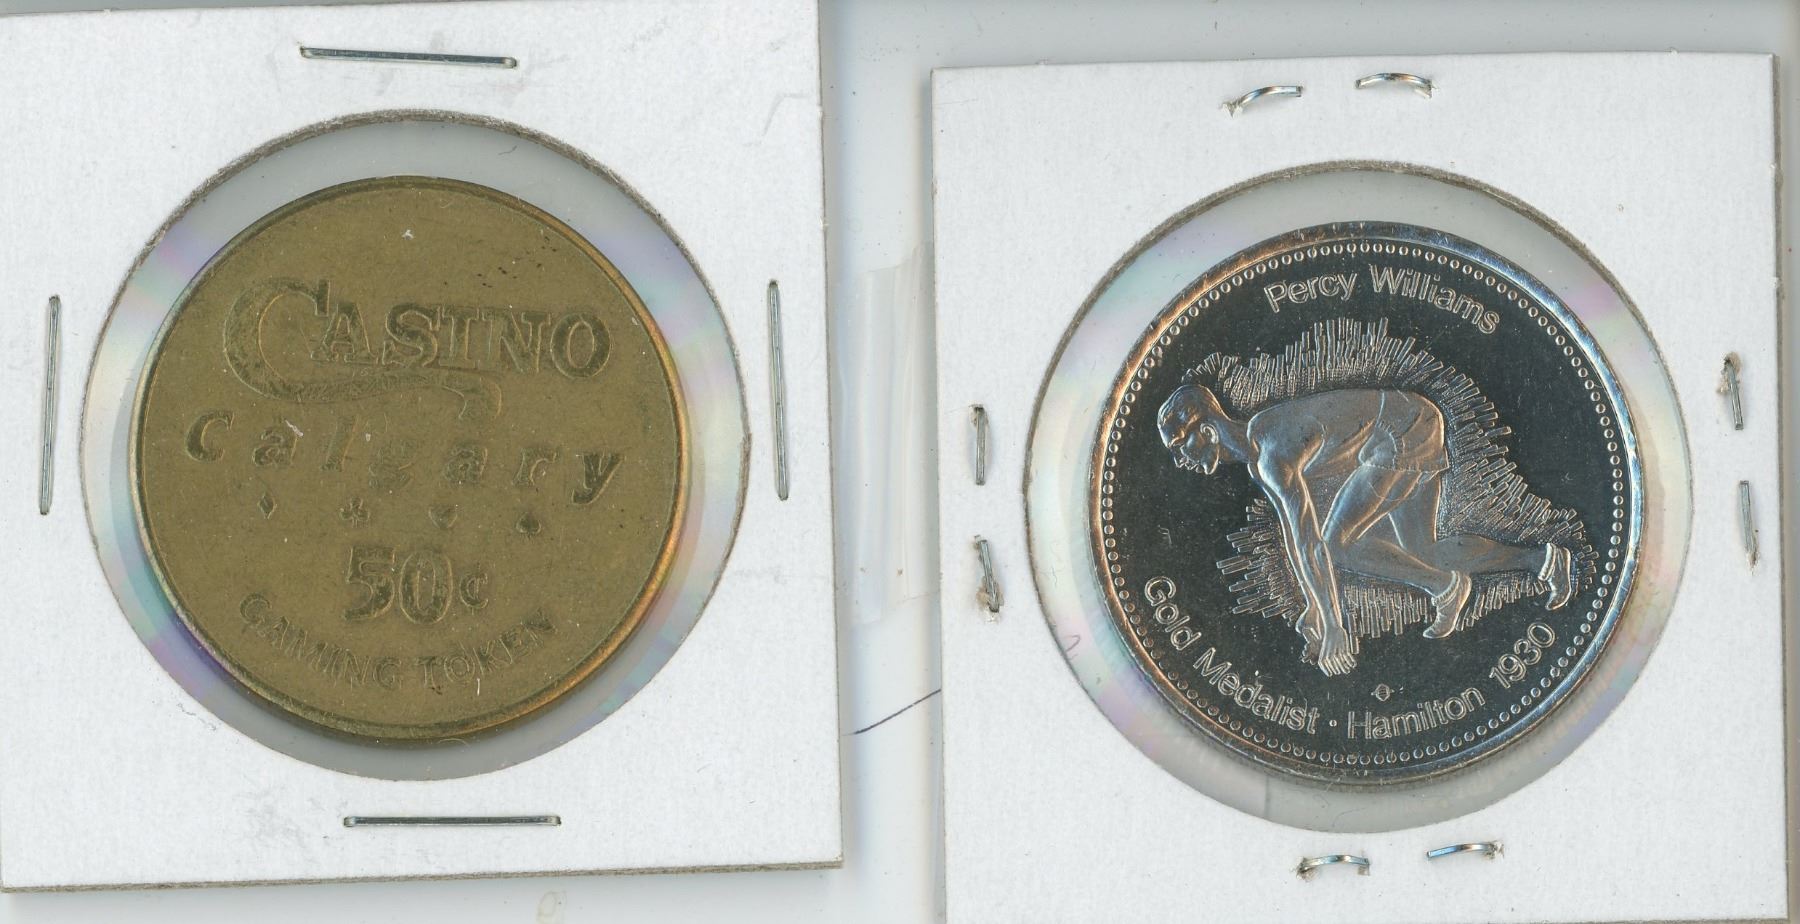 CASINO
Calgary
50¢
GAMING TOKEN
Percy Williams
Gold Medalist · Hamilton 1930